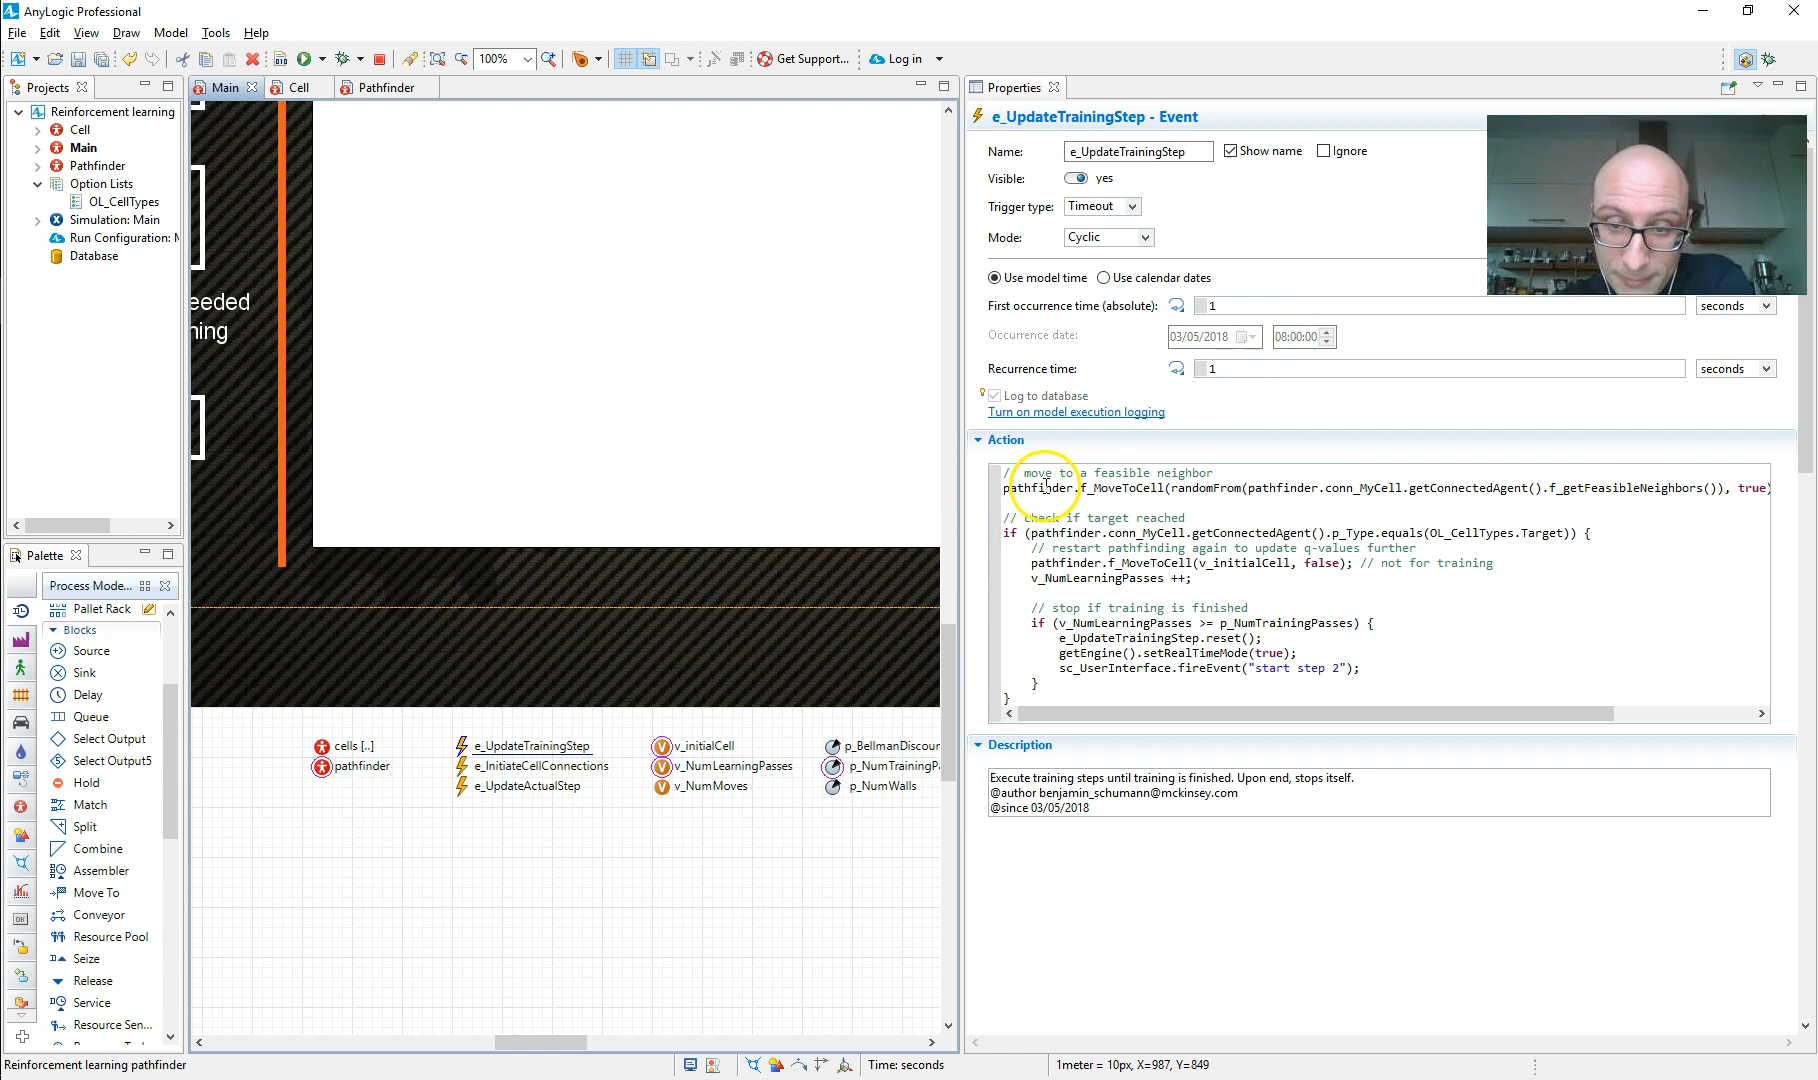 AnyLogic Professional
File Edit View Draw Model Tools Help
100% Get Support... Log in
Projects
Reinforcement learning
Cell
Main
Pathfinder
Option Lists
OL_CellTypes
Simulation: Main
Run Configuration:
Database
Palette
Process Mode...
Pallet Rack
Blocks
Source
Sink
Delay
Queue
Select Output
Select Output5
Hold
Match
Split
Combine
Assembler
Move To
Conveyor
Resource Pool
Seize
Release
Service
Resource Sen...
Main Cell Pathfinder
eeded
ning
cells [..]
pathfinder
e_UpdateTrainingStep
e_InitiateCellConnections
e_UpdateActualStep
v_initialCell
v_NumLearningPasses
v_NumMoves
p_BellmanDiscour
p_NumTrainingP
p_NumWalls
Properties
e_UpdateTrainingStep - Event
Name: e_UpdateTrainingStep Show name Ignore
Visible: yes
Trigger type: Timeout
Mode: Cyclic
Use model time Use calendar dates
First occurrence time (absolute): 1 seconds
Occurrence date: 03/05/2018 08:00:00
Recurrence time: 1 seconds
Log to database
Turn on model execution logging
Action
// move to a feasible neighbor
pathfinder.f_MoveToCell(randomFrom(pathfinder.conn_MyCell.getConnectedAgent().f_getFeasibleNeighbors()), true)
// check if target reached
if (pathfinder.conn_MyCell.getConnectedAgent().p_Type.equals(OL_CellTypes.Target)) {
// restart pathfinding again to update q-values further
pathfinder.f_MoveToCell(v_initialCell, false); // not for training
v_NumLearningPasses ++;
// stop if training is finished
if (v_NumLearningPasses >= p_NumTrainingPasses) {
e_UpdateTrainingStep.reset();
getEngine().setRealTimeMode(true);
sc_UserInterface.fireEvent("start step 2");
}
}
Description
Execute training steps until training is finished. Upon end, stops itself.
@author benjamin_schumann@mckinsey.com
@since 03/05/2018
Reinforcement learning pathfinder
Time: seconds
1meter = 10px, X=987, Y=849